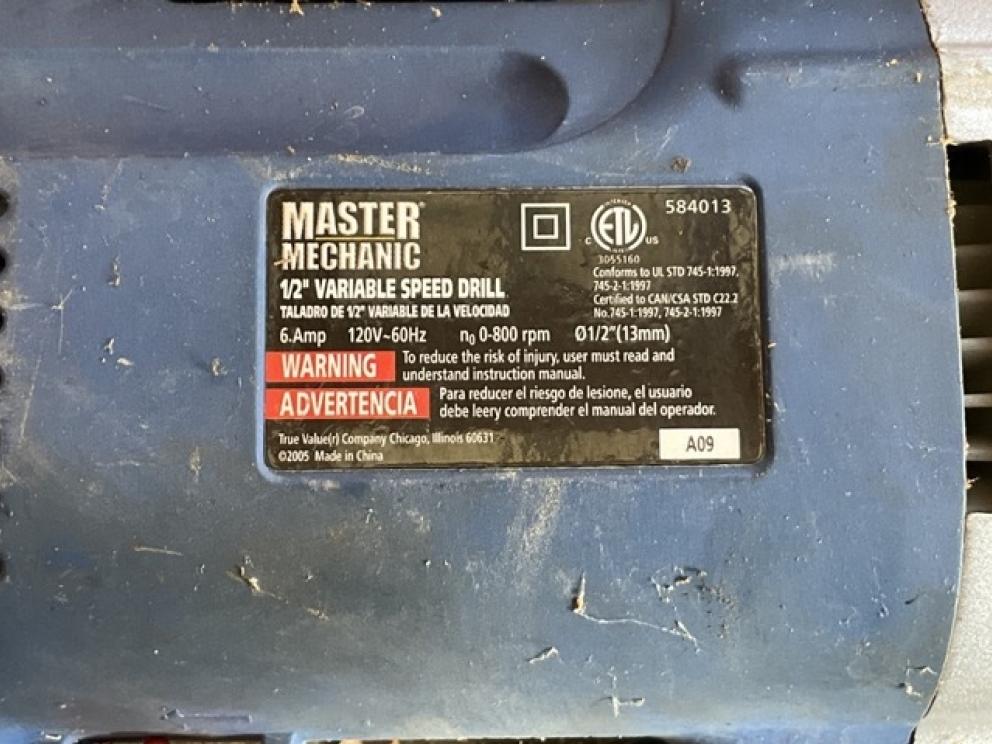 MASTER®
MECHANIC
1/2" VARIABLE SPEED DRILL
TALADRO DE 1/2" VARIABLE DE LA VELOCIDAD
6.Amp 120V~60Hz n0 0-800 rpm Ø1/2"(13mm)
INTERTEK
ETL
C US
3055160
584013
Conforms to UL STD 745-1:1997,
745-2-1:1997
Certified to CAN/CSA STD C22.2
No.745-1:1997, 745-2-1:1997
WARNING To reduce the risk of injury, user must read and
understand instruction manual.
ADVERTENCIA Para reducer el riesgo de lesione, el usuario
debe leery comprender el manual del operador.
True Value(r) Company Chicago, Illinois 60631
©2005 Made in China
A09